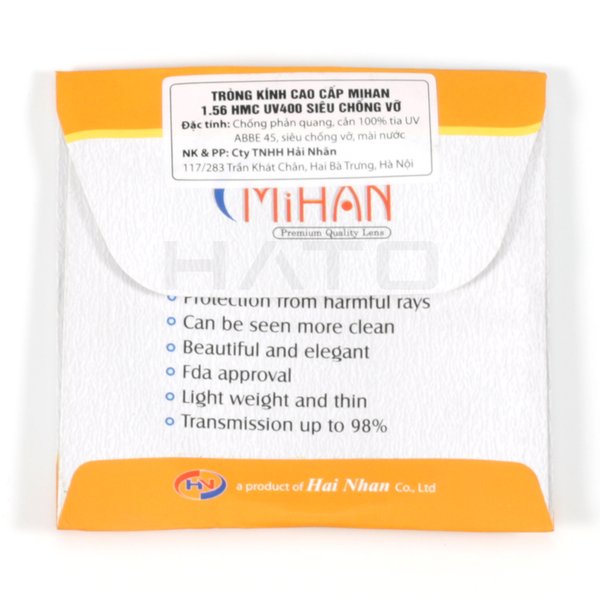 TRÒNG KÍNH CAO CẤP MIHAN
1.56 HMC UV400 SIÊU CHỐNG VỠ
Đặc tính: Chống phản quang, cản 100% tia UV
ABBE 45, siêu chống vỡ, mài nước
NK & PP: Cty TNHH Hải Nhãn
117/283 Trần Khát Chân, Hai Bà Trưng, Hà Nội
MiHAN
Premium Quality Lens
HATO
Protection from harmful rays
Can be seen more clean
Beautiful and elegant
Fda approval
Light weight and thin
Transmission up to 98%
HN a product of Hai Nhan Co., Ltd